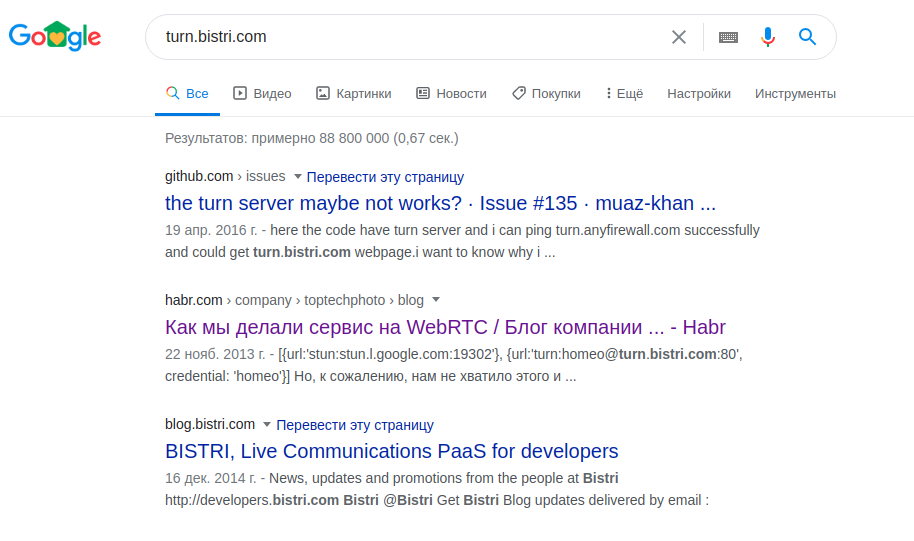 Google
turn.bistri.com
Все Видео Картинки Новости Покупки Ещё Настройки Инструменты
Результатов: примерно 88 800 000 (0,67 сек.)
github.com › issues Перевести эту страницу
the turn server maybe not works? · Issue #135 · muaz-khan ...
19 апр. 2016 г. - here the code have turn server and i can ping turn.anyfirewall.com successfully
and could get turn.bistri.com webpage.i want to know why i ...
habr.com › company › toptechphoto › blog
Как мы делали сервис на WebRTC / Блог компании ... - Habr
22 нояб. 2013 г. - [{url:'stun:stun.l.google.com:19302'}, {url:'turn:homeo@turn.bistri.com:80',
credential: 'homeo'}] Но, к сожалению, нам не хватило этого и ...
blog.bistri.com Перевести эту страницу
BISTRI, Live Communications PaaS for developers
16 дек. 2014 г. - News, updates and promotions from the people at Bistri
http://developers.bistri.com Bistri @Bistri Get Bistri Blog updates delivered by email :